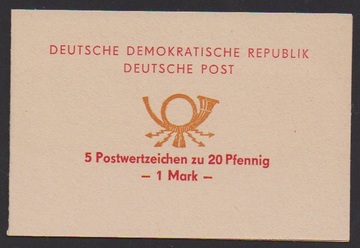 DEUTSCHE DEMOKRATISCHE REPUBLIK
DEUTSCHE POST
5 Postwertzeichen zu 20 Pfennig
– 1 Mark –